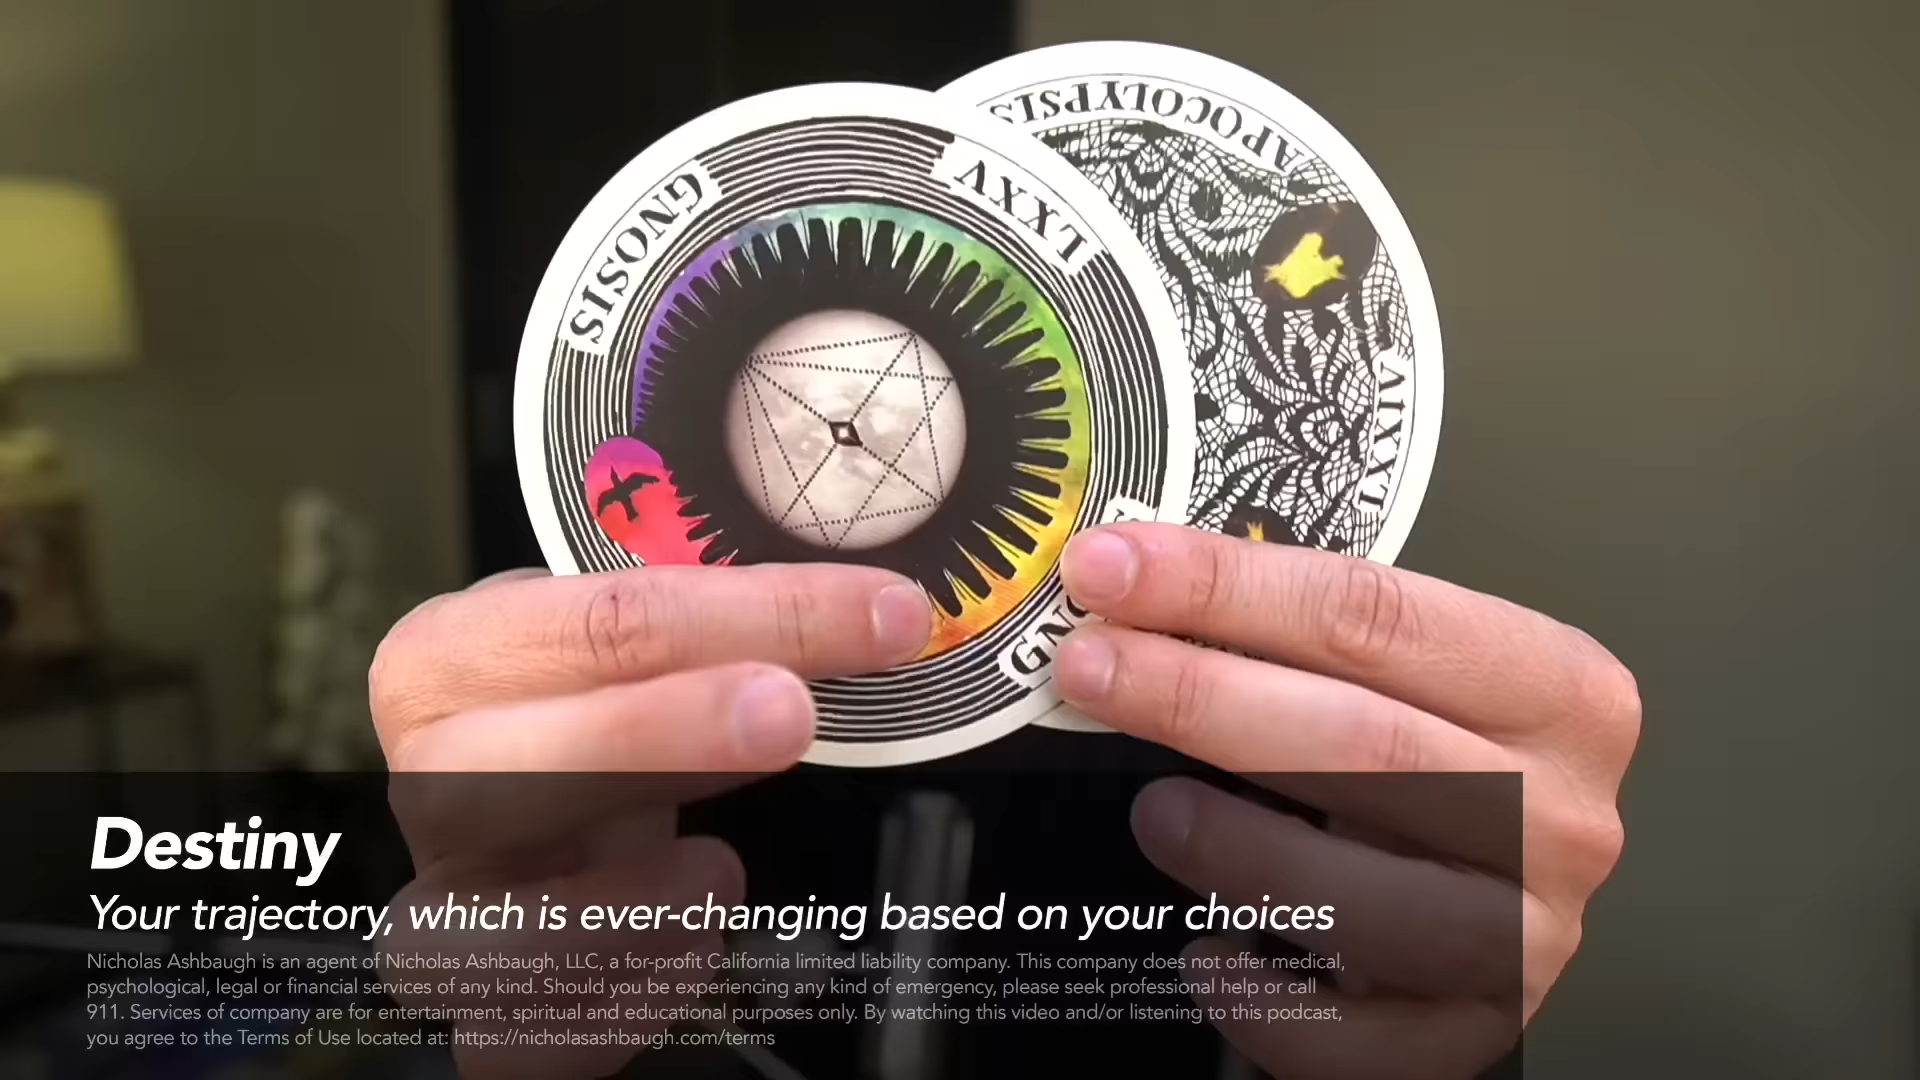 APOCOLYPSIS
GNOSIS
LXXV
LXXIV
Destiny
Your trajectory, which is ever-changing based on your choices
Nicholas Ashbaugh is an agent of Nicholas Ashbaugh, LLC, a for-profit California limited liability company. This company does not offer medical,
psychological, legal or financial services of any kind. Should you be experiencing any kind of emergency, please seek professional help or call
911. Services of company are for entertainment, spiritual and educational purposes only. By watching this video and/or listening to this podcast,
you agree to the Terms of Use located at: https://nicholasashbaugh.com/terms